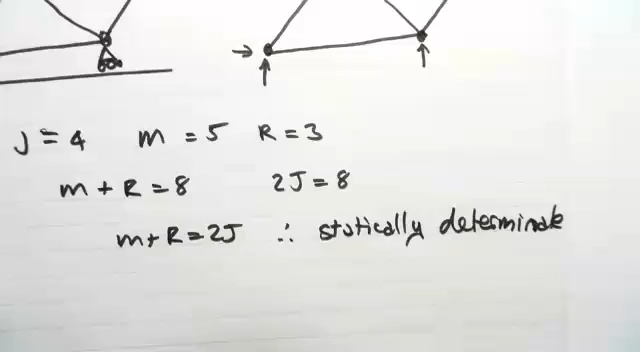 J = 4 m = 5 R = 3
m + R = 8 2J = 8
m + R = 2J ∴ statically determinate